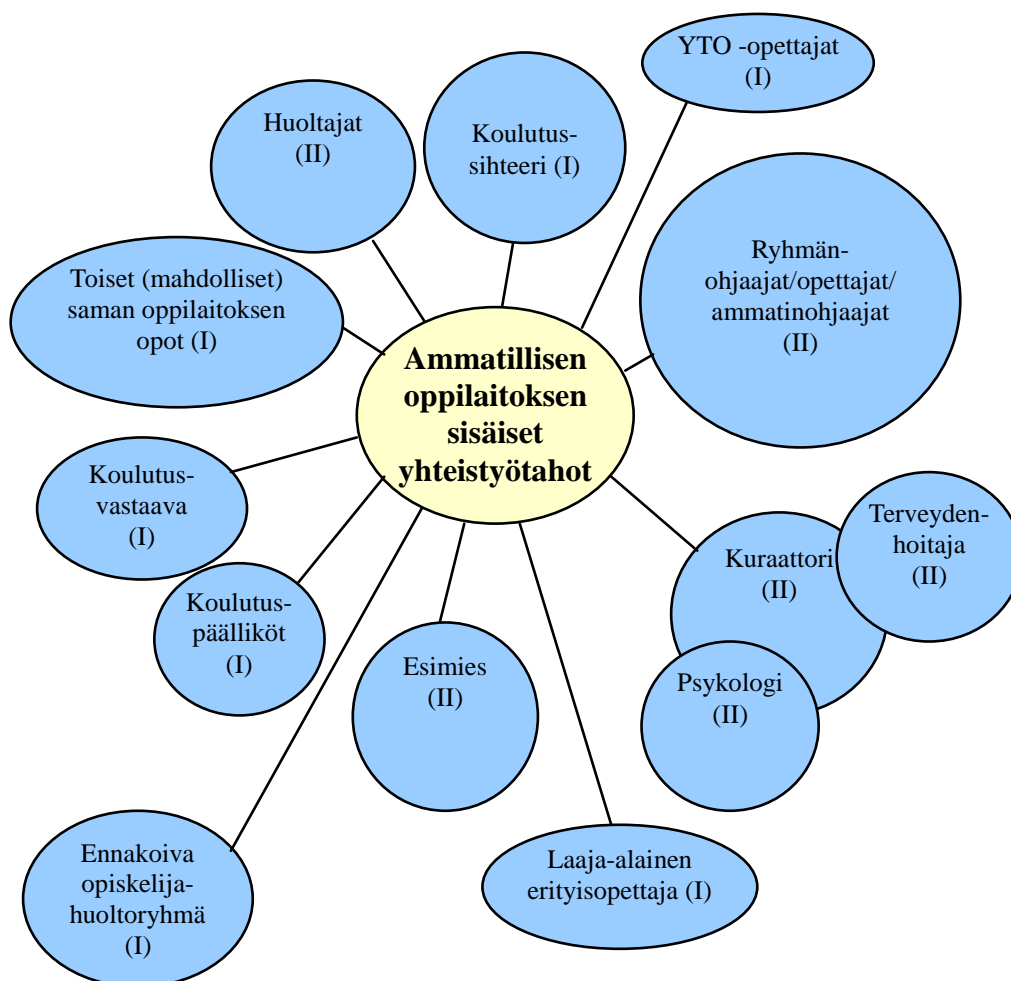 YTO -opettajat
(I)
Huoltajat
(II)
Koulutus-
sihteeri (I)
Ryhmän-
ohjaajat/opettajat/
ammatinohjaajat
(II)
Toiset (mahdolliset)
saman oppilaitoksen
opot (I)
Ammatillisen
oppilaitoksen
sisäiset
yhteistyötahot
Koulutus-
vastaava
(I)
Terveyden-
hoitaja
(II)
Kuraattori
(II)
Koulutus-
päälliköt
(I)
Esimies
(II)
Psykologi
(II)
Ennakoiva
opiskelija-
huoltoryhmä
(I)
Laaja-alainen
erityisopettaja (I)